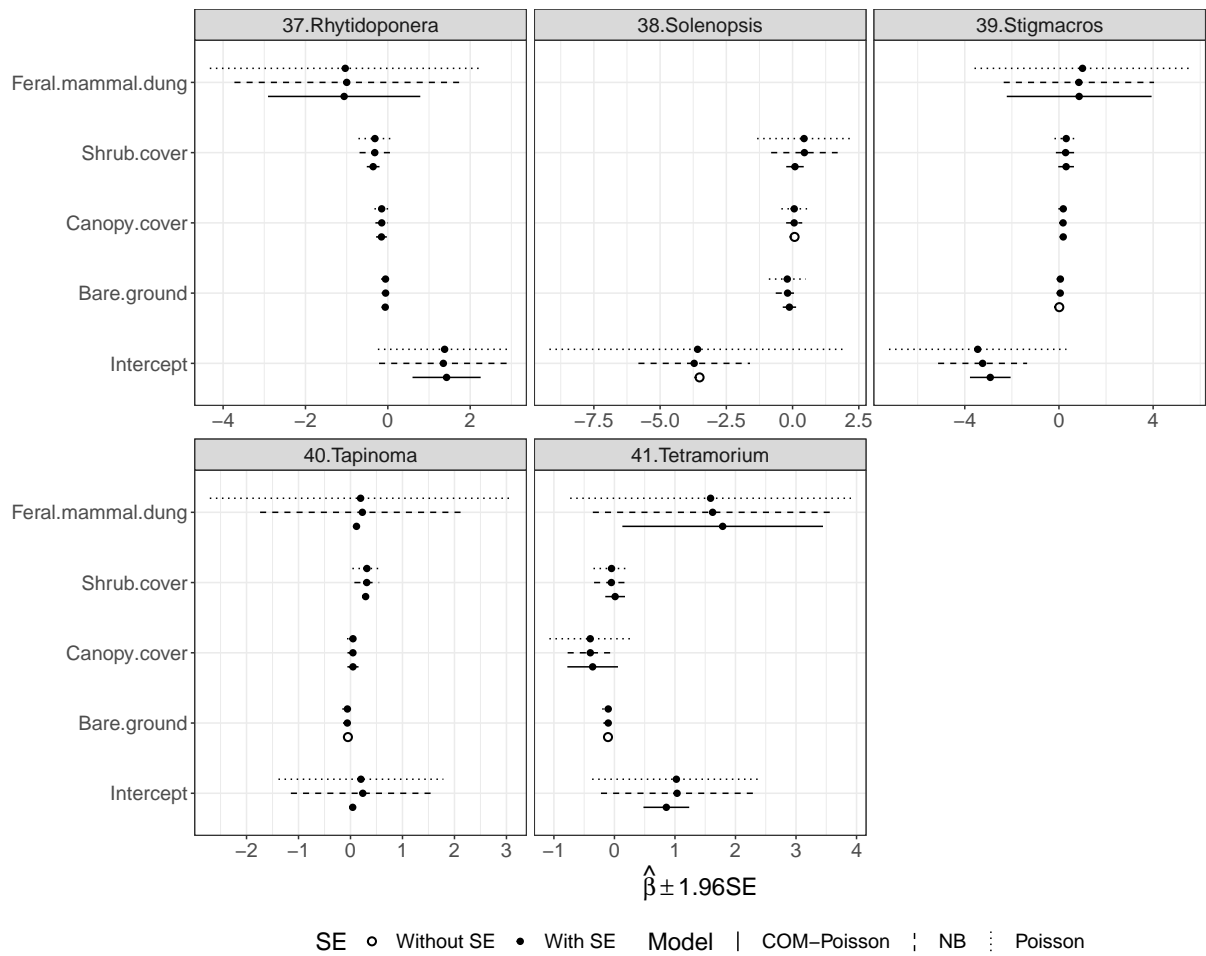 37.Rhytidoponera
38.Solenopsis
39.Stigmacros
Feral.mammal.dung
Shrub.cover
Canopy.cover
Bare.ground
Intercept
−4 −2 0 2
−7.5 −5.0 −2.5 0.0 2.5
−4 0 4
40.Tapinoma
41.Tetramorium
Feral.mammal.dung
Shrub.cover
Canopy.cover
Bare.ground
Intercept
−2 −1 0 1 2 3
−1 0 1 2 3 4
β̂ ± 1.96SE
SE Without SE With SE Model COM−Poisson NB Poisson